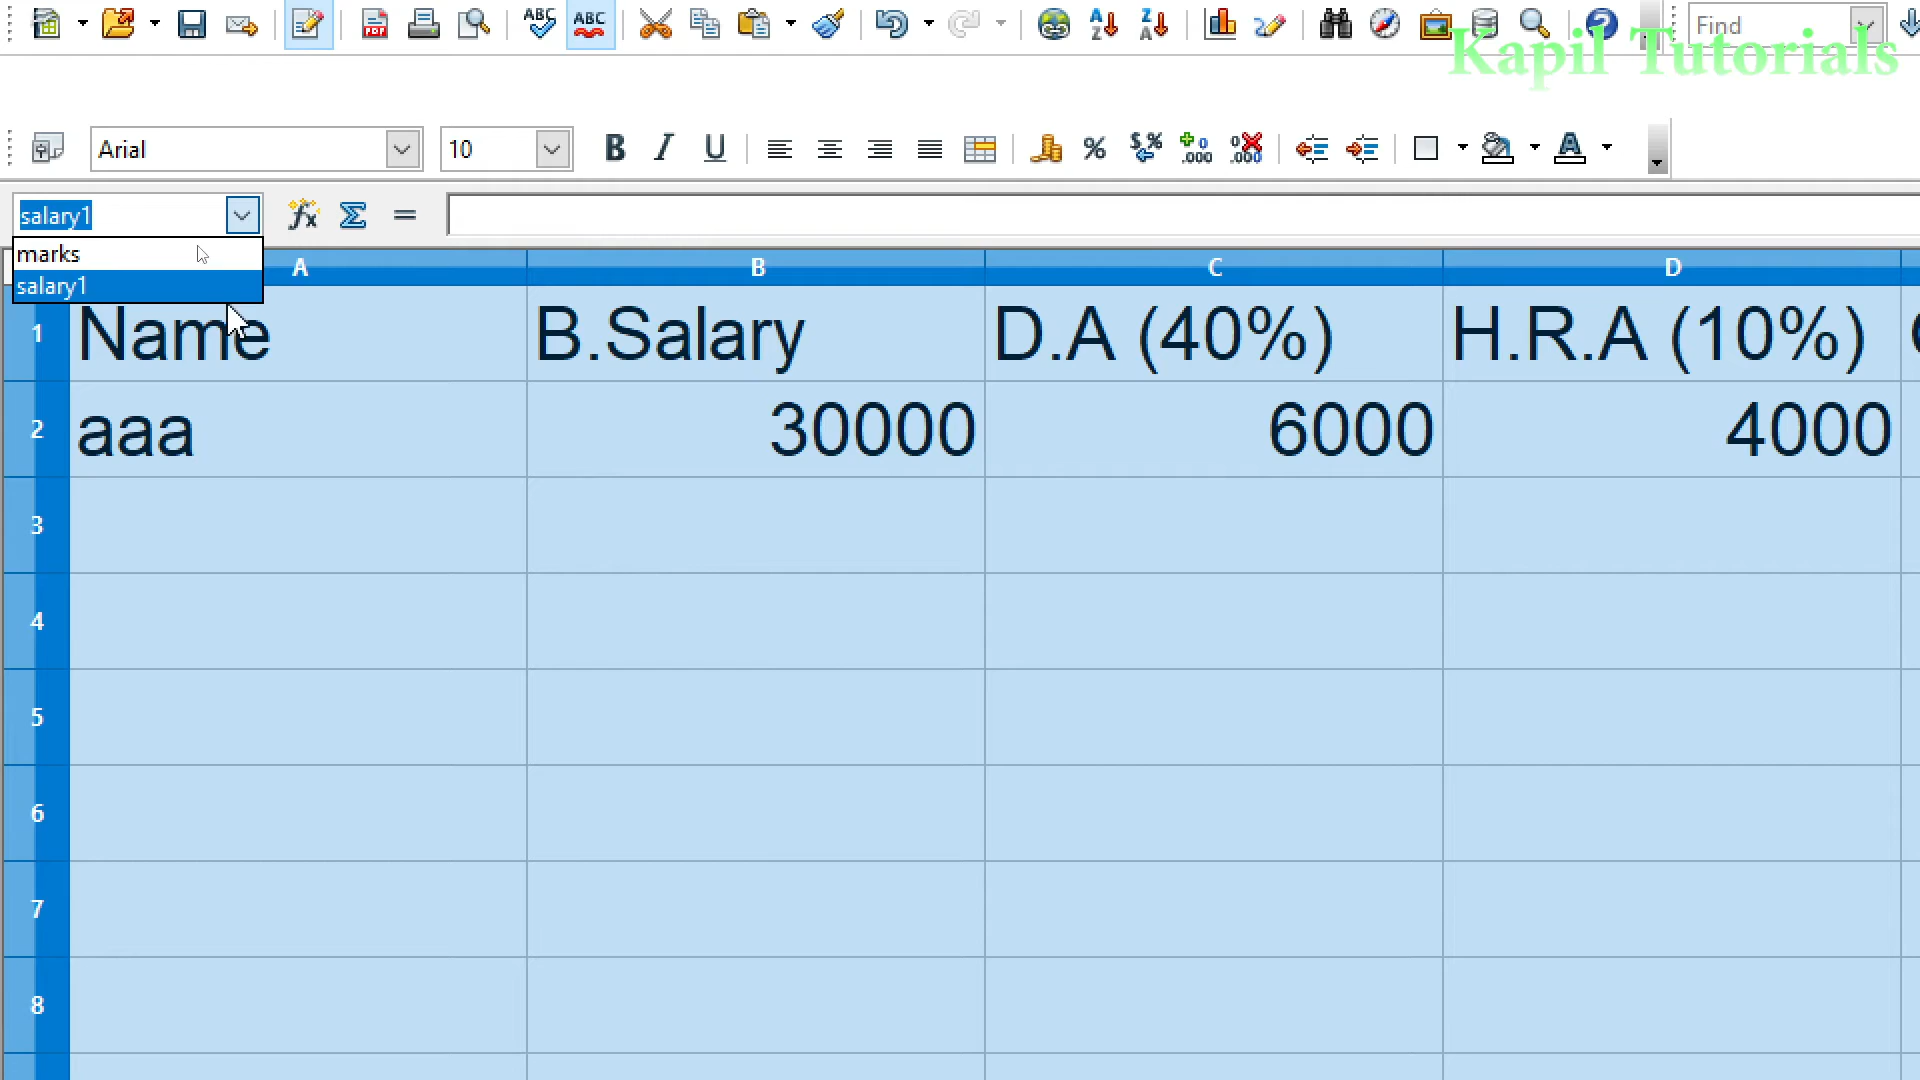 Find
Kapil Tutorials
Arial
10
salary1
marks
salary1
A B C D
1 Name B.Salary D.A (40%) H.R.A (10%)
2 aaa 30000 6000 4000
3
4
5
6
7
8